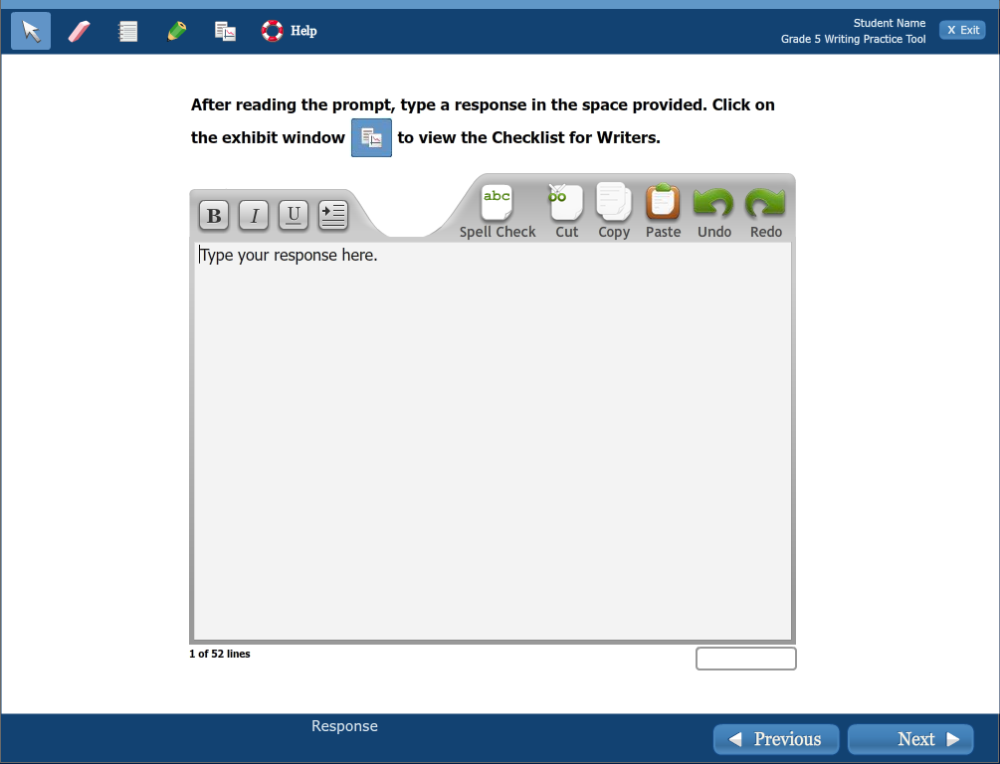 Help
Student Name
Grade 5 Writing Practice Tool
X Exit
After reading the prompt, type a response in the space provided. Click on
the exhibit window to view the Checklist for Writers.
B I U
abc
Spell Check Cut Copy Paste Undo Redo
Type your response here.
1 of 52 lines
Response
Previous Next